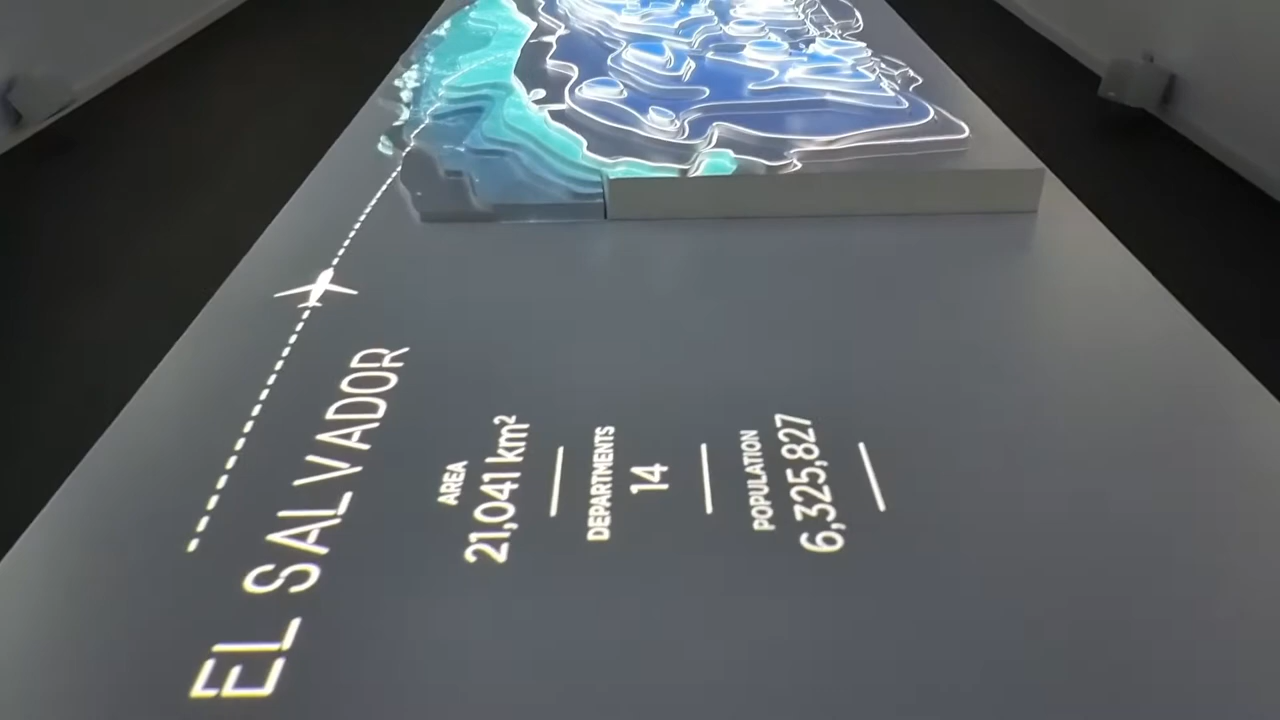 EL SALVADOR
AREA
21,041 km²
DEPARTMENTS
14
POPULATION
6,325,827